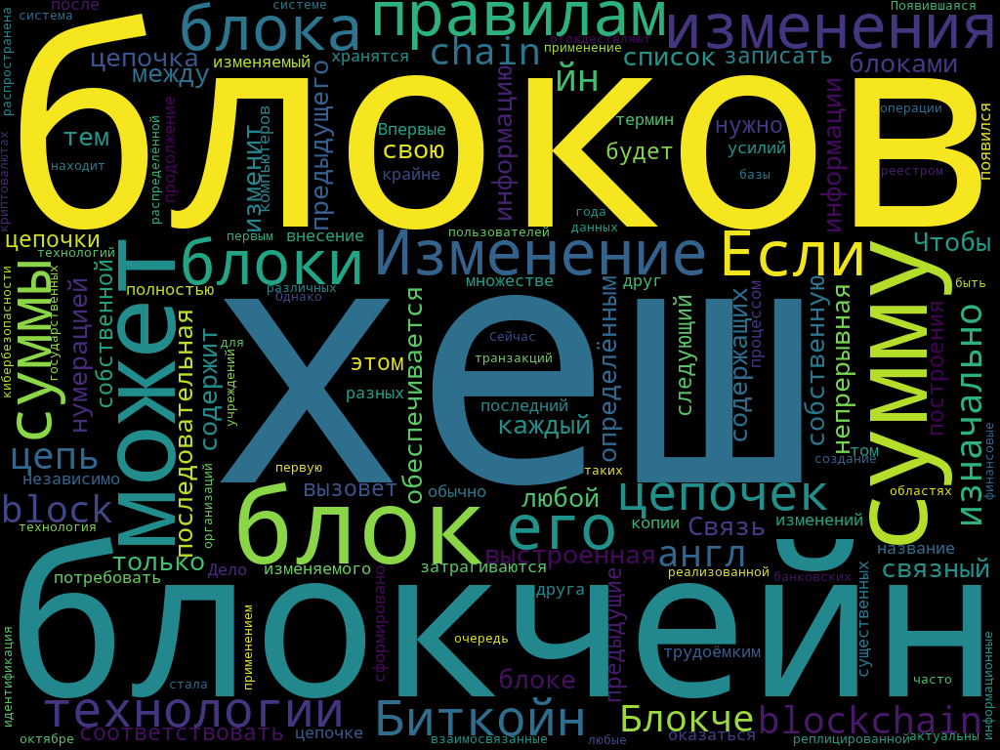 после
системе
Появившаяся
система
распространена
блока
правилам
изменения
отождествляют
цепочка
изменяемый
хранятся
chain
применение
список
записать
блоками
между
йн
блоков
предыдущего
информацию
информации
операции
появился
тем
Впервые
термин
нужно
свою
будет
усилий
находит
крайне
базы
реестром
криптовалютах
распределённой
продолжение
изменит
компьютеров
года
данных
цепочки
первым
внесение
пользователей
Изменение
Если
Чтобы
технологий
блоки
множестве
друг
быть
полностью
различных
однако
кибербезопасности
суммы
государственных
нумерацией
собственной
Может
последовательная
содержит
для
учреждений
хеш
Сейчас
транзакций
этом
разных
обеспечивается
последний
каждый
определённым
следующий
содержащих
процессом
собственную
непрерывная
сумму
построения
изначально
финансовые
цепь
независимо
том
создание
первую
таких
вызовет
обычно
любой
цепочек
областях
block
блок
его
копии
Связь
изменений
технология
организаций
выстроенная
англ
название
только
Дело
изменяемого
затрагиваются
реализованной
банковских
связный
потребовать
друга
блокчейн
сформировано
предыдущие
существенных
применением
очередь
трудоёмким
идентификация
стала
блоке
часто
информационные
технологии
Биткойн
Блокче
blockchain
октябре
соответствовать
цепочке
взаимосвязанные
любые
оказаться
реплицированной
актуальны